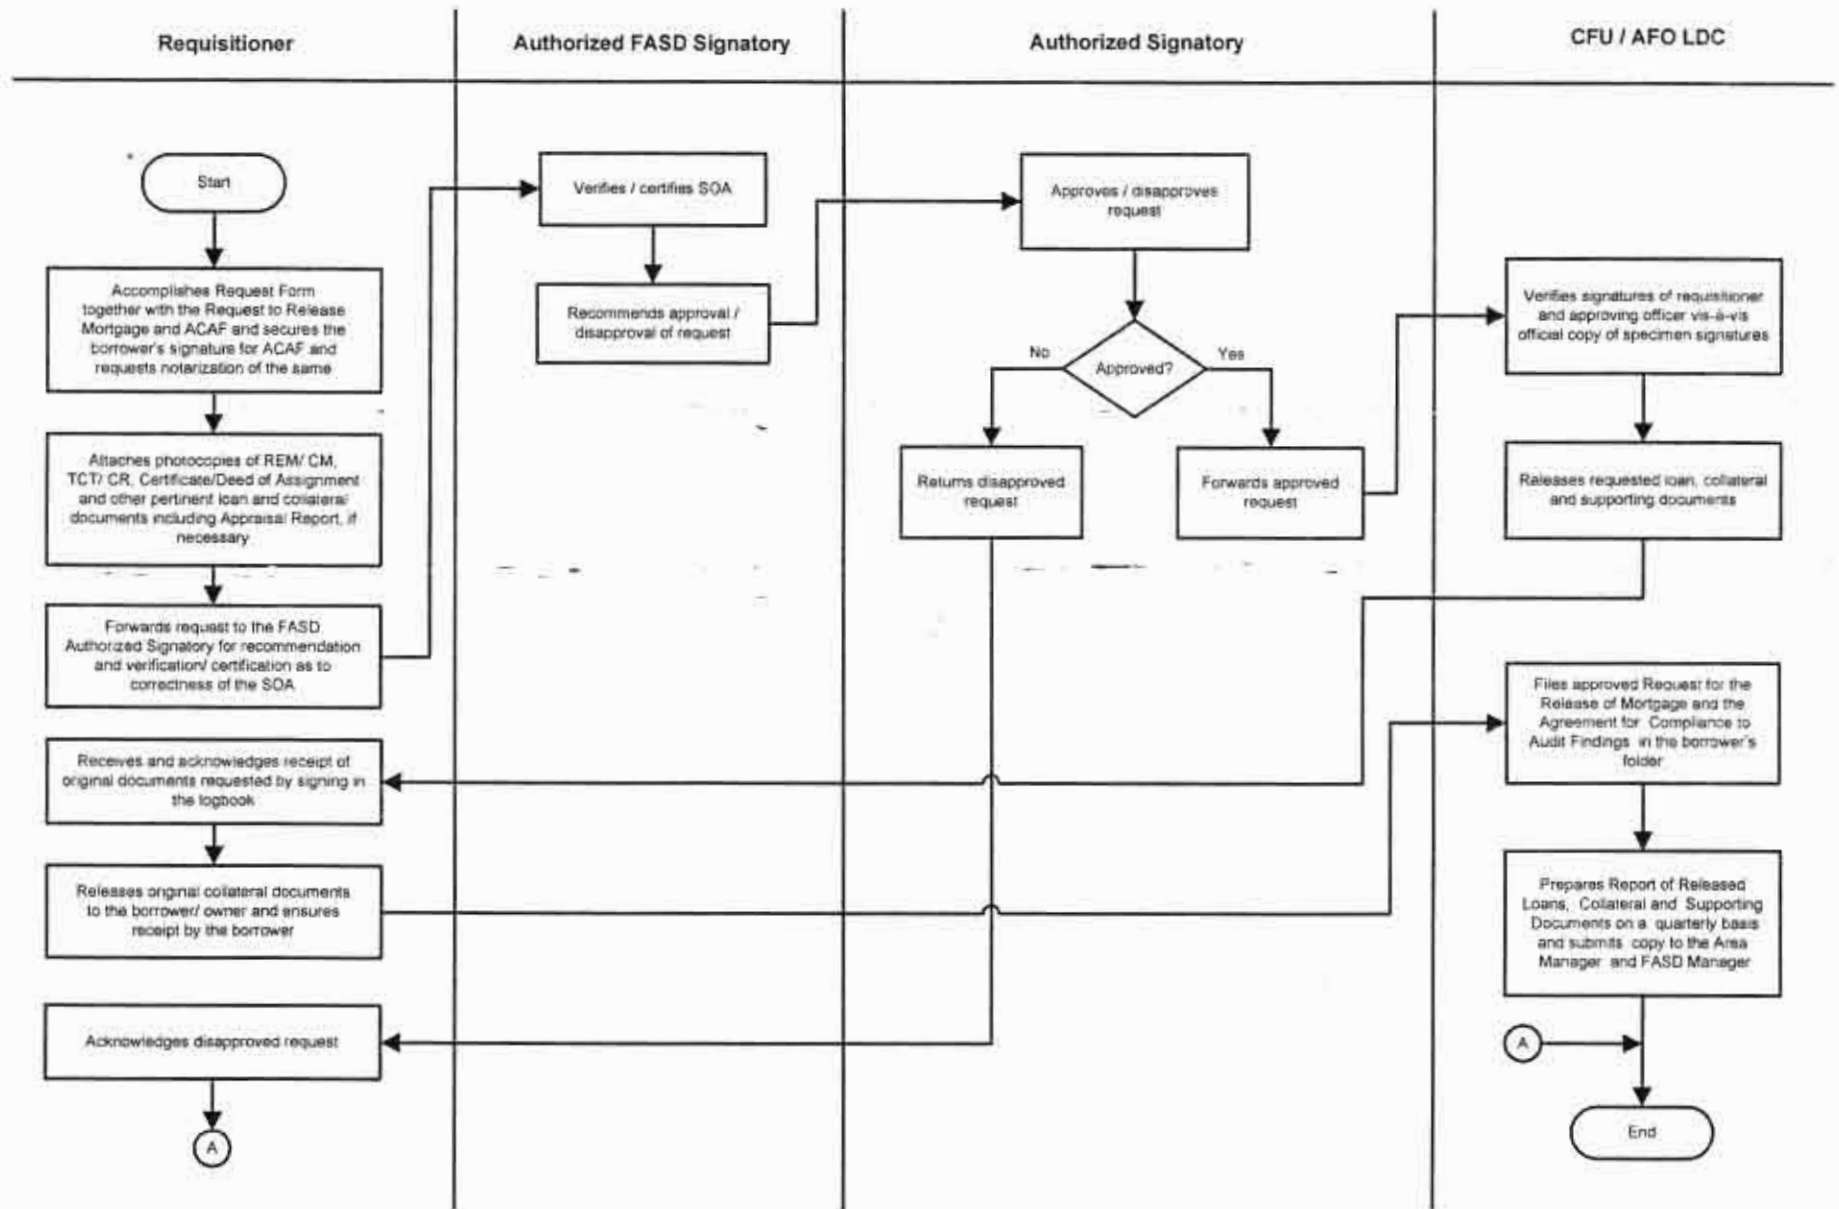 Requisitioner
Authorized FASD Signatory
Authorized Signatory
CFU / AFO LDC
Start
Accomplishes Request Form
together with the Request to Release
Mortgage and ACAF and secures the
borrower's signature for ACAF and
requests notarization of the same
Attaches photocopies of REM/ CM,
TCT/ CR, Certificate/Deed of Assignment
and other pertinent loan and collateral
documents including Appraisal Report, if
necessary
Forwards request to the FASD
Authorized Signatory for recommendation
and verification/ certification as to
correctness of the SOA
Receives and acknowledges receipt of
original documents requested by signing in
the logbook
Releases original collateral documents
to the borrower/ owner and ensures
receipt by the borrower
Acknowledges disapproved request
A
Verifies / certifies SOA
Recommends approval /
disapproval of request
Approves / disapproves
request
Approved?
No
Yes
Returns disapproved
request
Forwards approved
request
Verifies signatures of requisitioner
and approving officer vis-à-vis
official copy of specimen signatures
Releases requested loan, collateral
and supporting documents
Files approved Request for the
Release of Mortgage and the
Agreement for Compliance to
Audit Findings in the borrower's
folder
Prepares Report of Released
Loans, Collateral and Supporting
Documents on a quarterly basis
and submits copy to the Area
Manager and FASD Manager
A
End